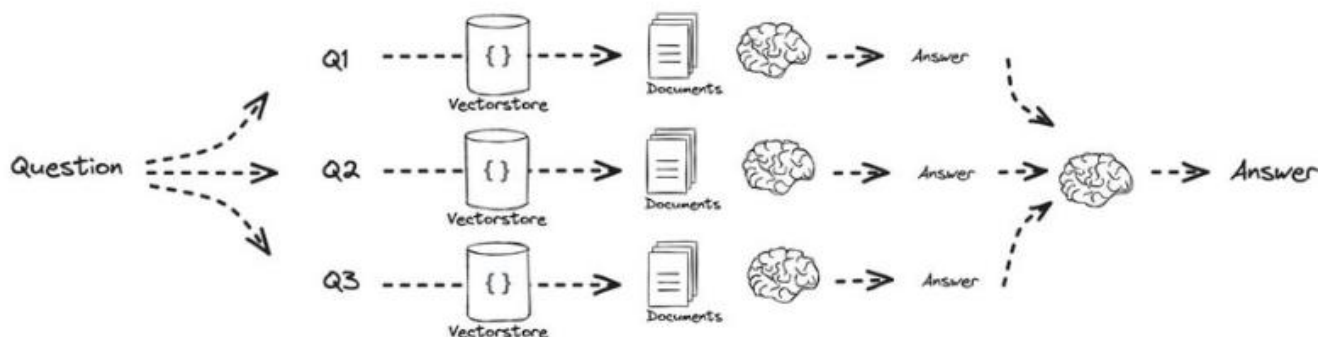 Q1
{}
Vectorstore
Documents
Answer
Question
Q2
{}
Vectorstore
Documents
Answer
Answer
Q3
{}
Vectorstore
Documents
Answer